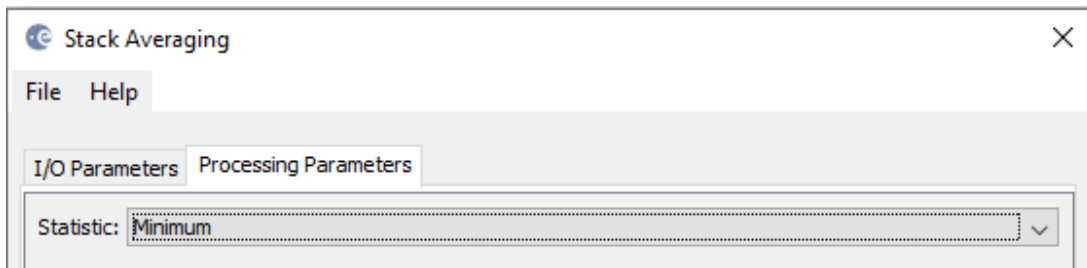 Stack Averaging
File Help
I/O Parameters Processing Parameters
Statistic: Minimum